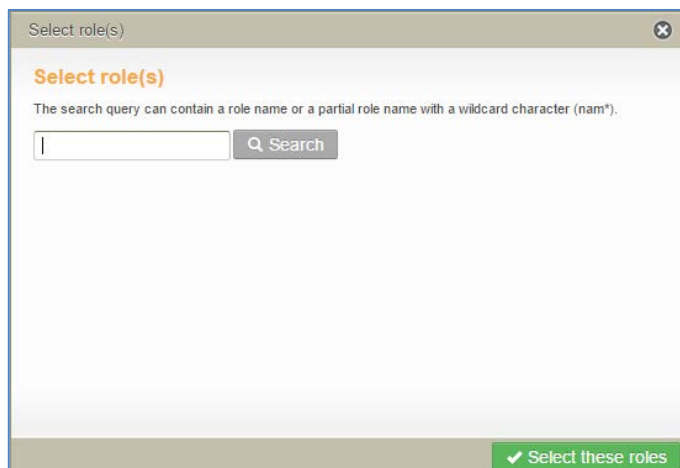 Select role(s)
Select role(s)
The search query can contain a role name or a partial role name with a wildcard character (nam*).
Search
Select these roles